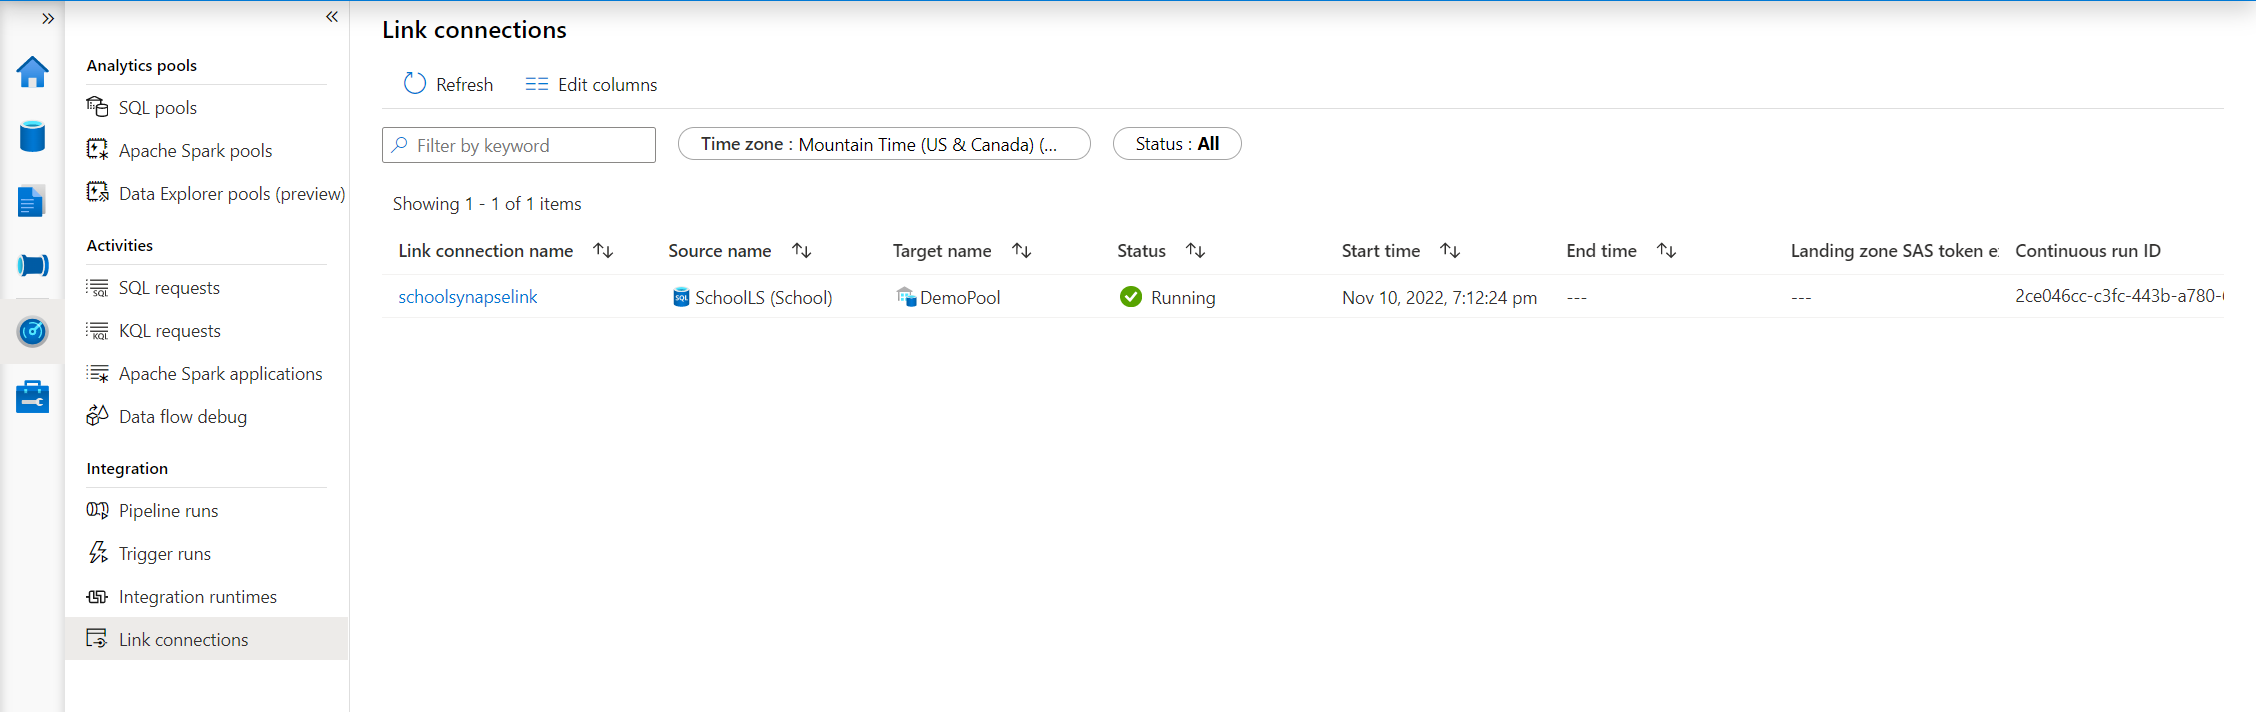 Analytics pools
SQL pools
Apache Spark pools
Data Explorer pools (preview)
Activities
SQL requests
KQL requests
Apache Spark applications
Data flow debug
Integration
Pipeline runs
Trigger runs
Integration runtimes
Link connections
Link connections
Refresh Edit columns
Filter by keyword Time zone : Mountain Time (US & Canada) (... Status : All
Showing 1 - 1 of 1 items
Link connection name Source name Target name Status Start time End time Landing zone SAS token e Continuous run ID
schoolsynapselink SchoolLS (School) DemoPool Running Nov 10, 2022, 7:12:24 pm --- --- 2ce046cc-c3fc-443b-a780-